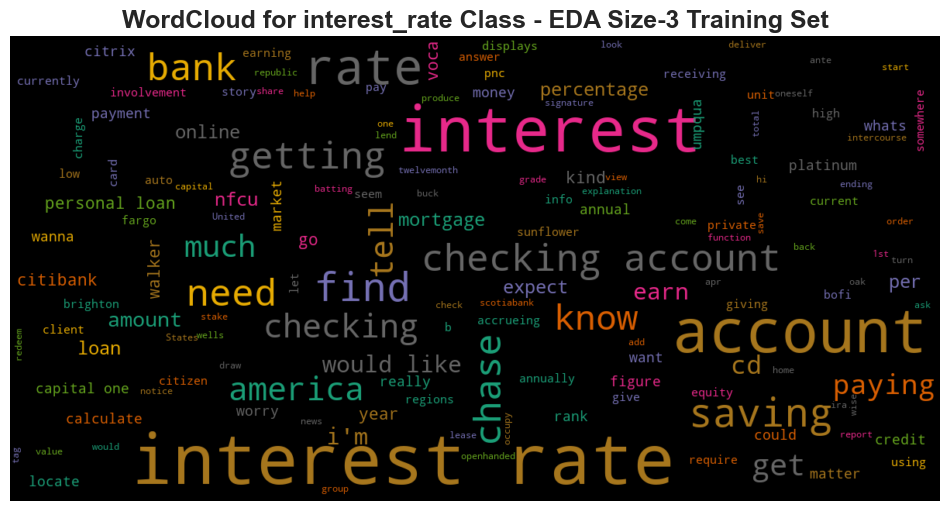 WordCloud for interest_rate Class - EDA Size-3 Training Set
citrix
earning
bank
rate
voca
displays
look
deliver
answer
republic
currently
involvement
story
share
help
pay
pnc
money
percentage
receiving
ante
start
produce
signature
unit
oneself
payment
charge
online
interest
umpqua
total
high
whats
intercourse
somewhere
one
lend
getting
best
low
card
auto
capital
twelvemonth
batting
buck
seem
kind
view
grade
explanation
platinum
see
hi
ending
personal loan
nfcu
United
market
fargo
info
annual
current
private
save
order
wanna
much
go
tell
mortgage
sunflower
come
function
back
1st
turn
walker
checking account
citibank
need
let
find
expect
earn
apr
giving
oak
per
bofi
ask
brighton
amount
stake
checking
check
scotiabank
b
accrueing
know
add
account
client
States
wells
redeem
loan
would like
chase
want
cd
home
draw
capital one
citizen
notice
america
really
regions
annually
figure
give
equity
paying
ira
wise
worry
year
rank
saving
calculate
news
i'm
occupy
lease
could
report
credit
tag
value
would
openhanded
interest rate
require
get
matter
using
locate
group